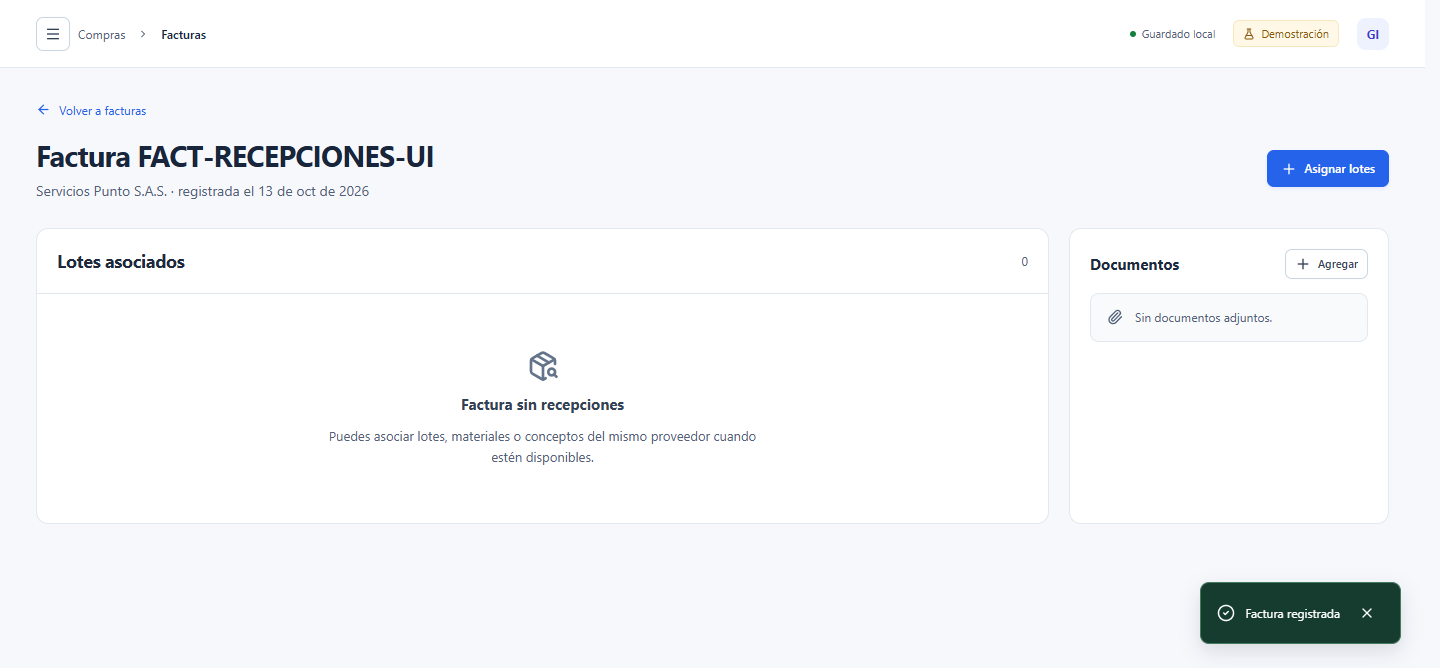 Compras > Facturas
Guardado local
Demostración
GI
Volver a facturas
Factura FACT-RECEPCIONES-UI
Servicios Punto S.A.S. · registrada el 13 de oct de 2026
Asignar lotes
Lotes asociados
0
Factura sin recepciones
Puedes asociar lotes, materiales o conceptos del mismo proveedor cuando
estén disponibles.
Documentos
Agregar
Sin documentos adjuntos.
Factura registrada